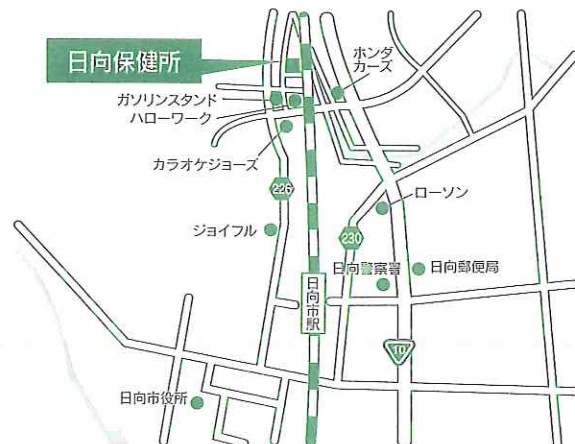 日向保健所
ホンダ
カーズ
ガソリンスタンド
ハローワーク
カラオケジョーズ
226
ローソン
ジョイフル
230
日向警察署
日向郵便局
日向市駅
10
日向市役所